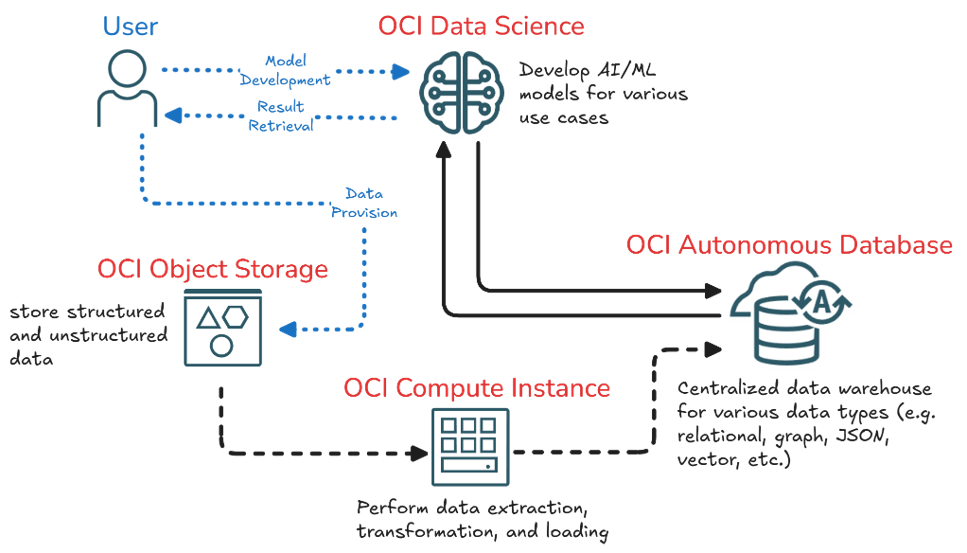 User
OCI Data Science
Model
Development
Result
Retrieval
Develop AI/ML
models for various
use cases
Data
Provision
OCI Autonomous Database
OCI Object Storage
store structured
and unstructured
data
A
OCI Compute Instance
Centralized data warehouse
for various data types (e.g.
relational, graph, JSON,
vector, etc.)
Perform data extraction,
transformation, and loading